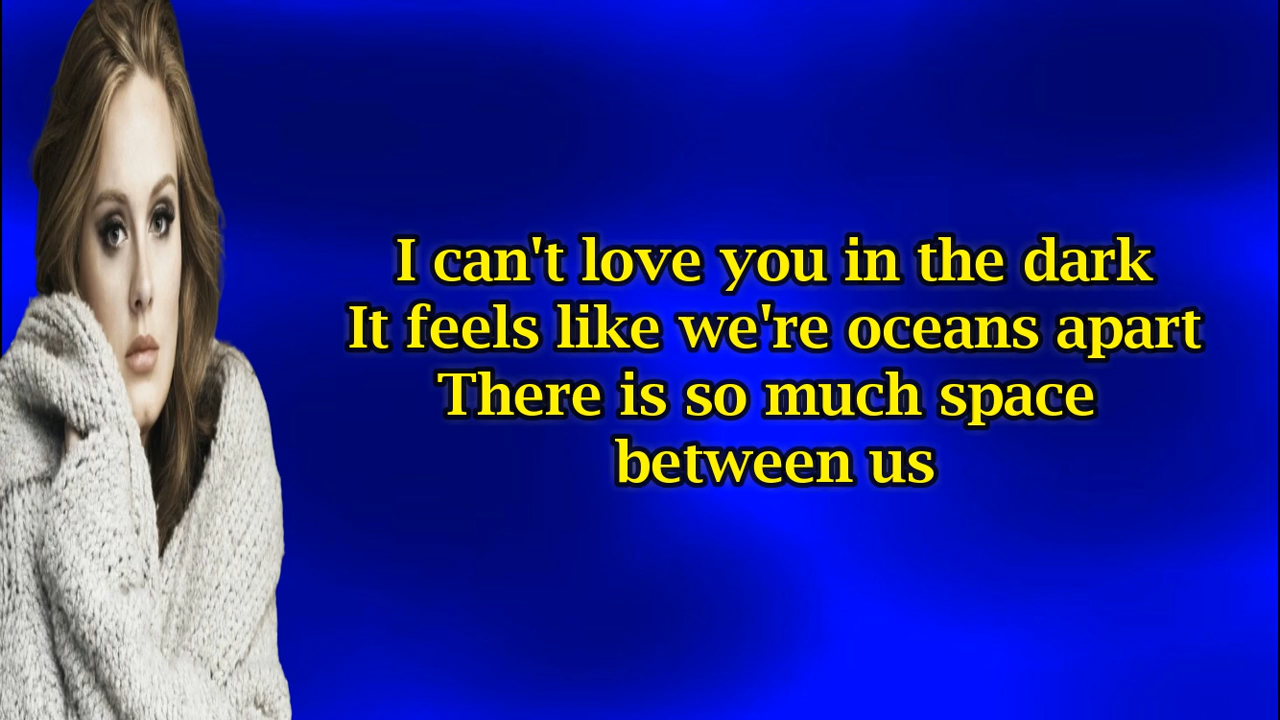 I can't love you in the dark
It feels like we're oceans apart
There is so much space
between us